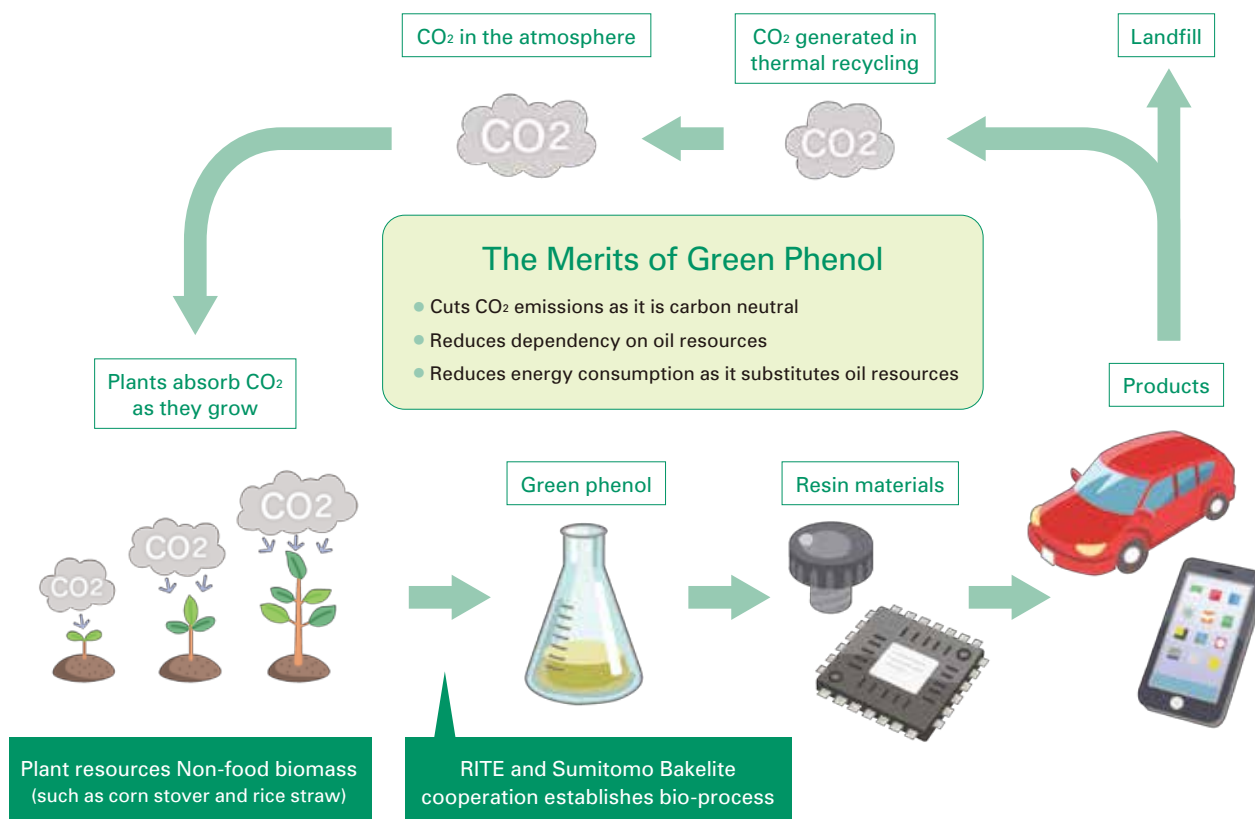 CO2 in the atmosphere
CO2 generated in
thermal recycling
Landfill
CO2
CO2
The Merits of Green Phenol
Cuts CO2 emissions as it is carbon neutral
Reduces dependency on oil resources
Reduces energy consumption as it substitutes oil resources
Plants absorb CO2
as they grow
Products
Green phenol
Resin materials
CO2
CO2
CO2
Plant resources Non-food biomass
(such as corn stover and rice straw)
RITE and Sumitomo Bakelite
cooperation establishes bio-process